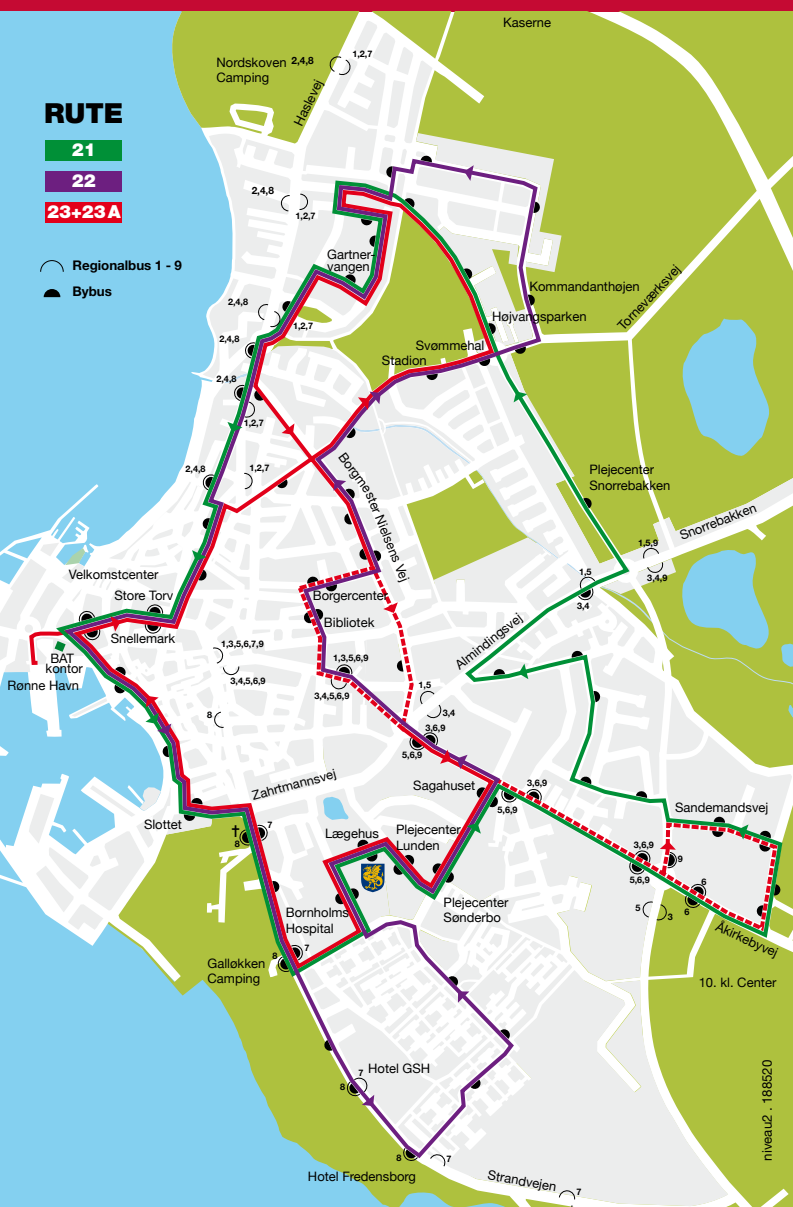 Kaserne
Nordskoven
Camping
2,4,8
1,2,7
Haslevej
RUTE
21
22
23+23A
Regionalbus 1 - 9
Bybus
2,4,8
1,2,7
Gartner-
vangen
Kommandanthøjen
Torneværksvej
2,4,8
1,2,7
Højvangsparken
2,4,8
Svømmehal
Stadion
2,4,8
1,2,7
2,4,8
1,2,7
Borgmester Nielsens Vej
Plejecenter
Snorrebakken
Snorrebakken
1,5,9
3,4,9
1,5
3,4
Velkomstcenter
Store Torv
Snellemark
BAT
kontor
Rønne Havn
Borgercenter
Bibliotek
Almindingsvej
1,3,5,6,7,9
3,4,5,6,9
1,3,5,6,9
3,4,5,6,9
8
1,5
3,4
3,6,9
5,6,9
Zahrtmannsvej
Sagahuset
3,6,9
5,6,9
Sandemandsvej
Slottet
7
8
Lægehus
Plejecenter
Lunden
3,6,9
5,6,9
9
6
6
5
3
Plejecenter
Sønderbo
Åkirkebyvej
Bornholms
Hospital
7
8
Galløkken
Camping
10. kl. Center
7
8
Hotel GSH
8
7
Hotel Fredensborg
Strandvejen
7
niveau2 . 188520